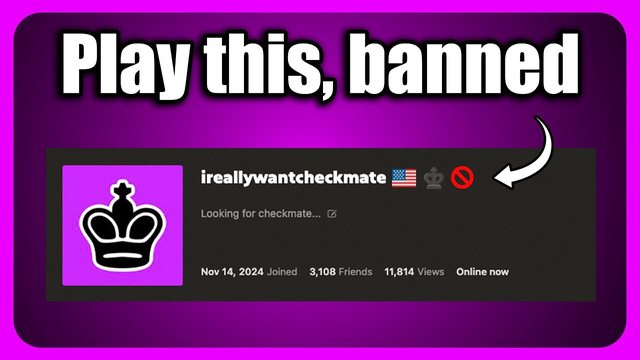 Play this, banned
ireallywantcheckmate
Looking for checkmate...
Nov 14, 2024 Joined 3,108 Friends 11,814 Views Online now